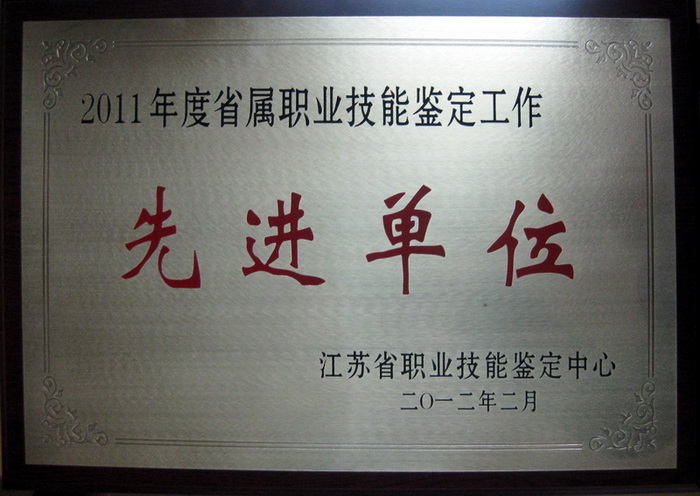 2011年度省属职业技能鉴定工作
先进单位
江苏省职业技能鉴定中心
二〇一二年二月